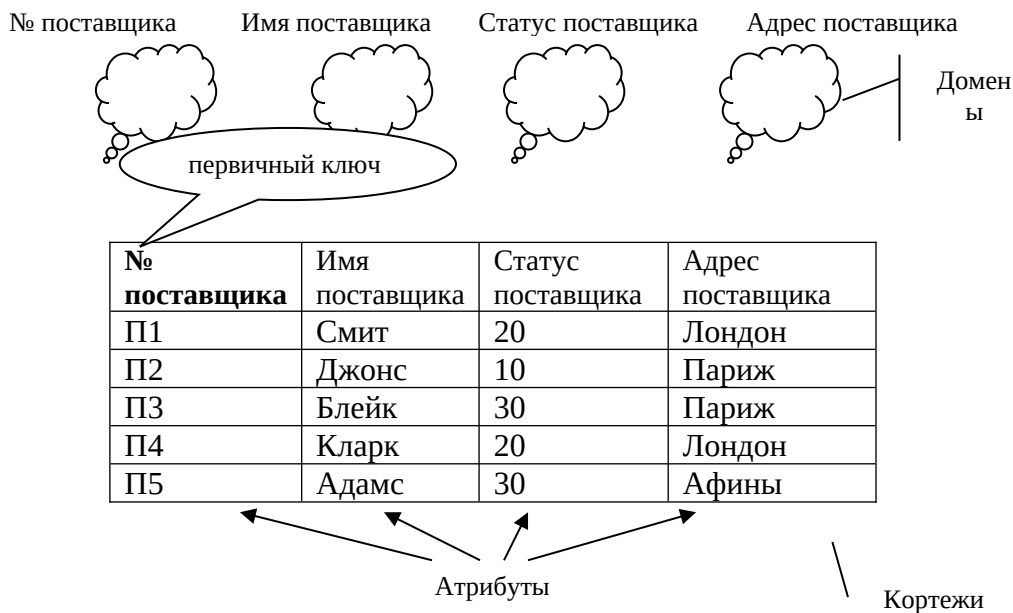 № поставщика Имя поставщика Статус поставщика Адрес поставщика
Домен
ы
первичный ключ
№ Имя Статус Адрес
поставщика поставщика поставщика поставщика
П1 Смит 20 Лондон
П2 Джонс 10 Париж
П3 Блейк 30 Париж
П4 Кларк 20 Лондон
П5 Адамс 30 Афины
Атрибуты
Кортежи